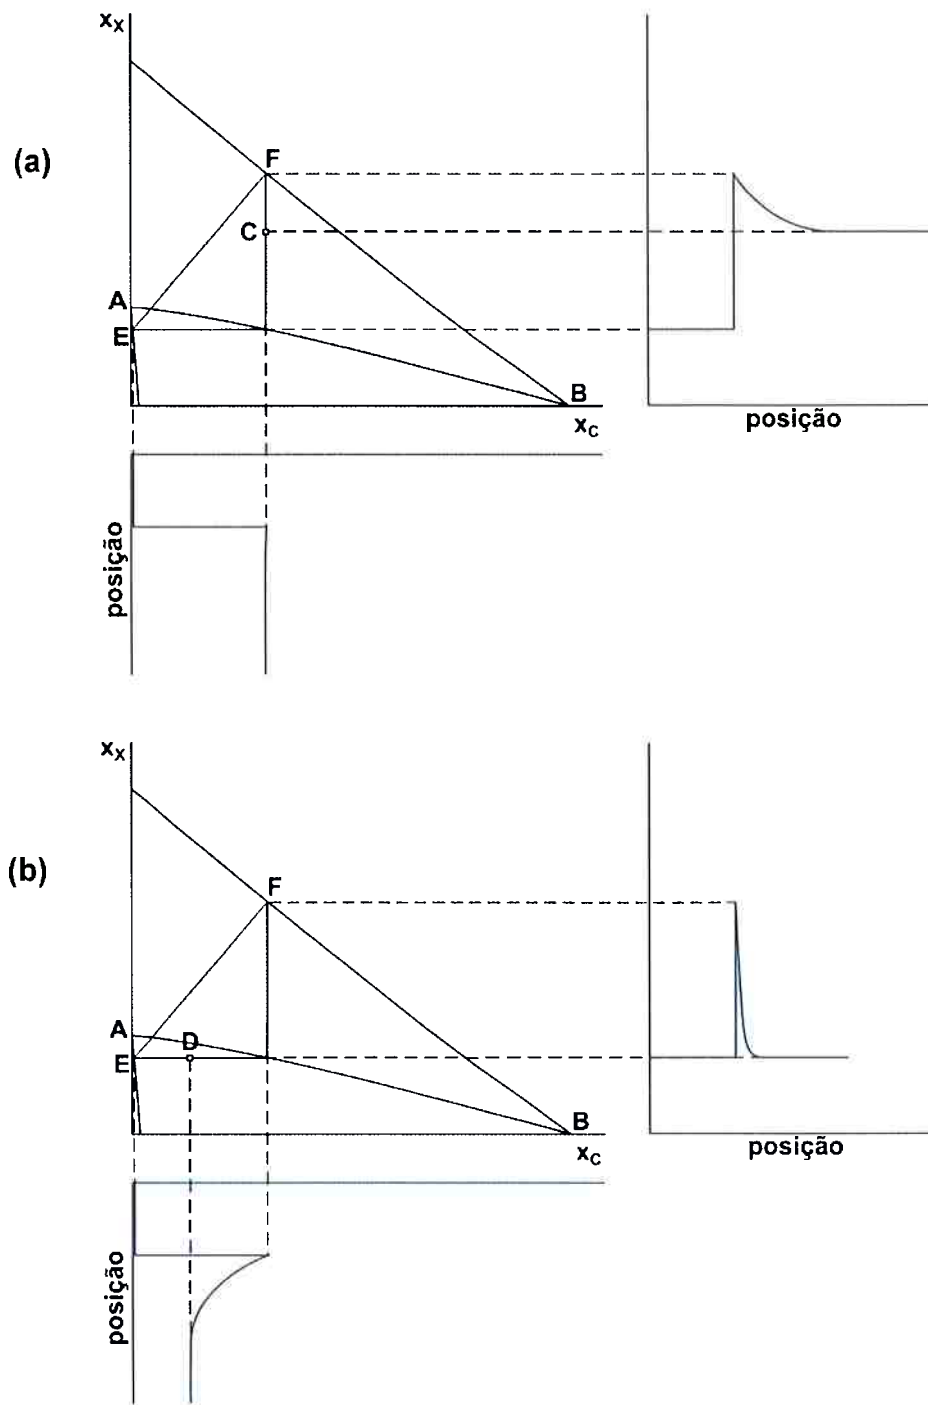 x_X
F
(a)
C
A
E
B
x_C
posição
posição
x_X
F
(b)
A
D
E
B
x_C
posição
posição